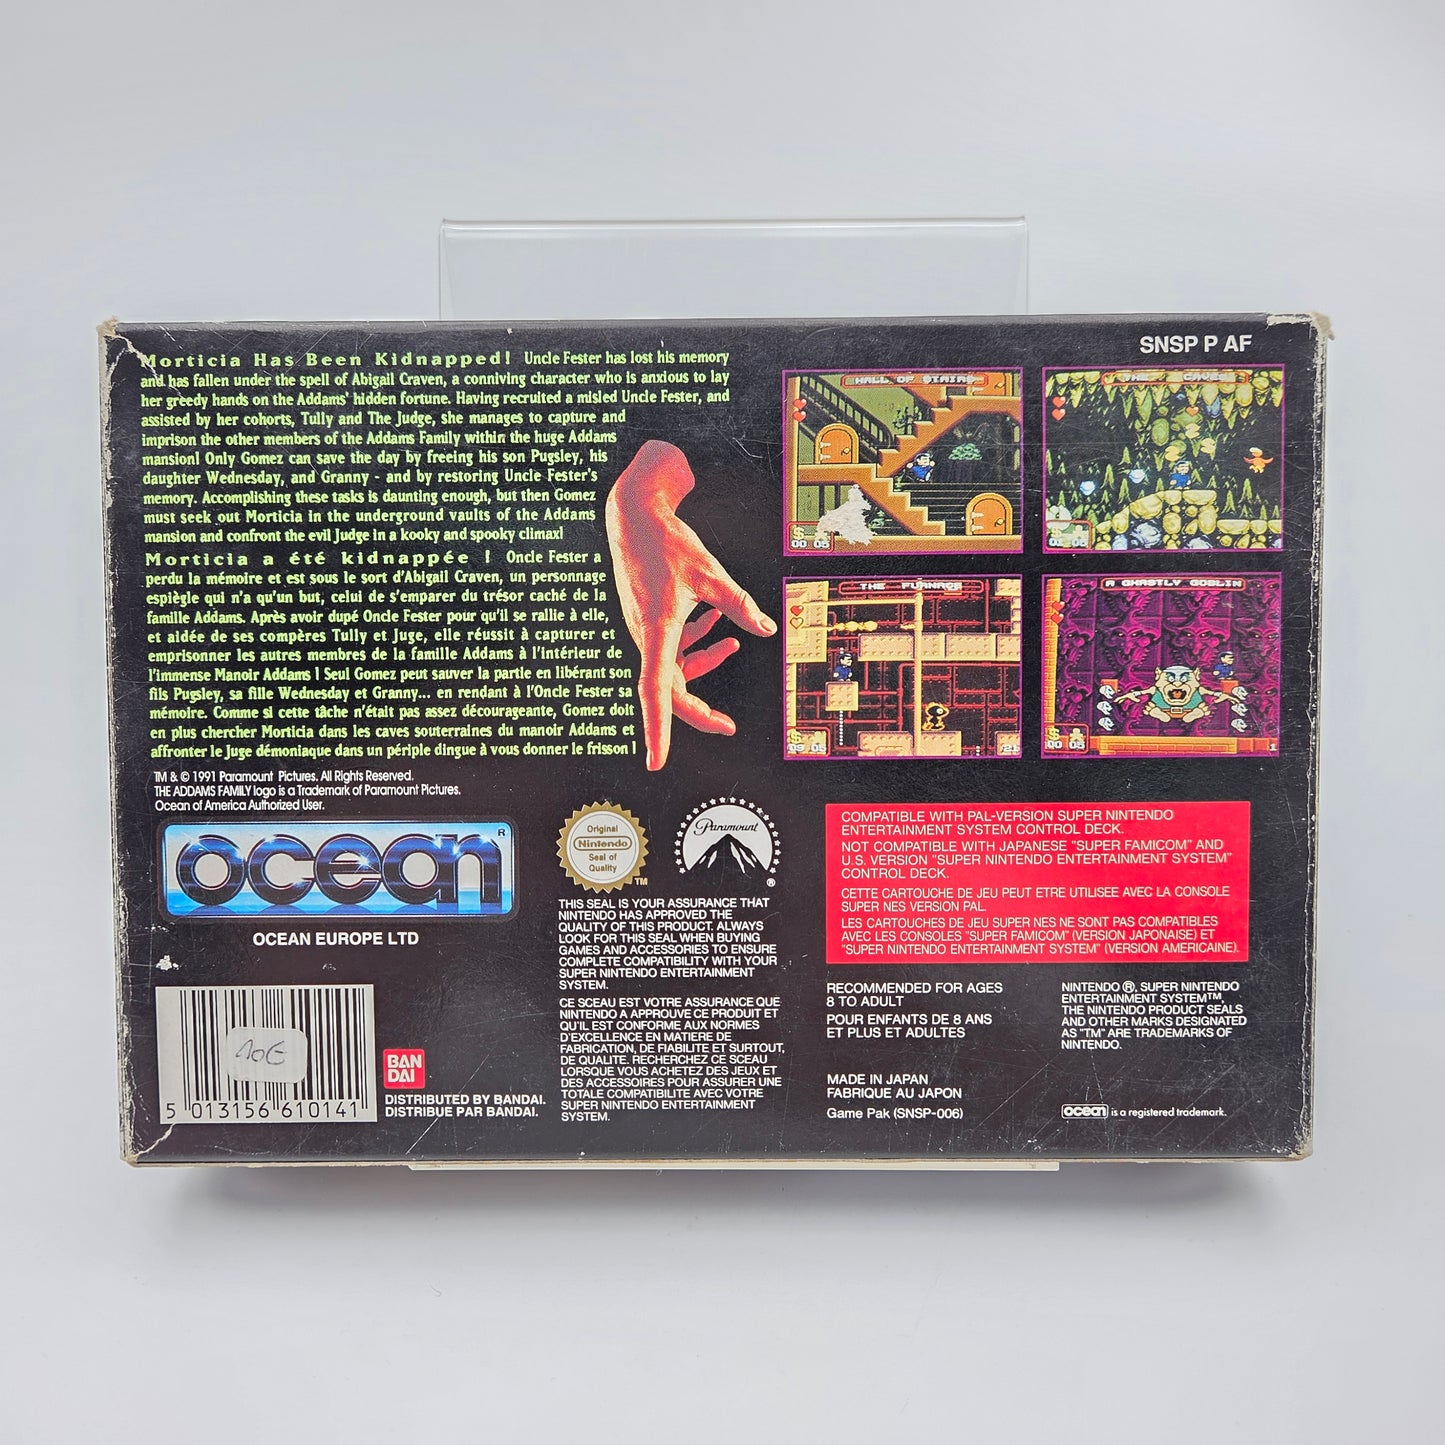 SNSP P AF
Morticia Has Been Kidnapped! Uncle Fester has lost his memory
and has fallen under the spell of Abigail Craven, a conniving character who is anxious to lay
her greedy hands on the Addams' hidden fortune. Having recruited a misled Uncle Fester, and
assisted by her cohorts, Tully and The Judge, she manages to capture and
imprison the other members of the Addams Family within the huge Addams
mansion! Only Gomez can save the day by freeing his son Pugsley, his
daughter Wednesday, and Granny - and by restoring Uncle Fester's
memory. Accomplishing these tasks is daunting enough, but then Gomez
must seek out Morticia in the underground vaults of the Addams
mansion and confront the evil Judge in a kooky and spooky climax!
Morticia a été kidnappée ! Oncle Fester a
perdu la mémoire et est sous le sort d'Abigail Craven, un personnage
espiègle qui n'a qu'un but, celui de s'emparer du trésor caché de la
famille Addams. Après avoir dupé Oncle Fester pour qu'il se rallie à elle,
et aidée de ses compères Tully et Juge, elle réussit à capturer et
emprisonner les autres membres de la famille Addams à l'intérieur de
l'immense Manoir Addams ! Seul Gomez peut sauver la partie en libérant son
fils Pugsley, sa fille Wednesday et Granny... en rendant à l'Oncle Fester sa
mémoire. Comme si cette tâche n'était pas assez décourageante, Gomez doit
en plus chercher Morticia dans les caves souterraines du manoir Addams et
affronter le Juge démoniaque dans un périple dingue à vous donner le frisson !
HALL OF STAIRS
00 05
THE CAVES
01 05
THE FURNACE
09 05
21
A GHASTLY GOBLIN
00 05
1
TM & © 1991 Paramount Pictures. All Rights Reserved.
THE ADDAMS FAMILY logo is a Trademark of Paramount Pictures.
Ocean of America Authorized User.
ocean®
OCEAN EUROPE LTD
Original
Nintendo
Seal of
Quality
TM
Paramount
®
THIS SEAL IS YOUR ASSURANCE THAT
NINTENDO HAS APPROVED THE
QUALITY OF THIS PRODUCT. ALWAYS
LOOK FOR THIS SEAL WHEN BUYING
GAMES AND ACCESSORIES TO ENSURE
COMPLETE COMPATIBILITY WITH YOUR
SUPER NINTENDO ENTERTAINMENT
SYSTEM.
CE SCEAU EST VOTRE ASSURANCE QUE
NINTENDO A APPROUVE CE PRODUIT ET
QU'IL EST CONFORME AUX NORMES
D'EXCELLENCE EN MATIERE DE
FABRICATION, DE FIABILITE ET SURTOUT,
DE QUALITE. RECHERCHEZ CE SCEAU
LORSQUE VOUS ACHETEZ DES JEUX ET
DES ACCESSOIRES POUR ASSURER UNE
TOTALE COMPATIBILITE AVEC VOTRE
SUPER NINTENDO ENTERTAINMENT
SYSTEM.
COMPATIBLE WITH PAL-VERSION SUPER NINTENDO
ENTERTAINMENT SYSTEM CONTROL DECK.
NOT COMPATIBLE WITH JAPANESE "SUPER FAMICOM" AND
U.S. VERSION "SUPER NINTENDO ENTERTAINMENT SYSTEM"
CONTROL DECK.
CETTE CARTOUCHE DE JEU PEUT ETRE UTILISEE AVEC LA CONSOLE
SUPER NES VERSION PAL.
LES CARTOUCHES DE JEU SUPER NES NE SONT PAS COMPATIBLES
AVEC LES CONSOLES "SUPER FAMICOM" (VERSION JAPONAISE) ET
"SUPER NINTENDO ENTERTAINMENT SYSTEM" (VERSION AMERICAINE).
RECOMMENDED FOR AGES
8 TO ADULT
POUR ENFANTS DE 8 ANS
ET PLUS ET ADULTES
MADE IN JAPAN
FABRIQUE AU JAPON
Game Pak (SNSP-006)
NINTENDO ®, SUPER NINTENDO
ENTERTAINMENT SYSTEM™,
THE NINTENDO PRODUCT SEALS
AND OTHER MARKS DESIGNATED
AS "TM" ARE TRADEMARKS OF
NINTENDO.
ocean is a registered trademark.
10€
5 013156 610141
BAN
DAI
DISTRIBUTED BY BANDAI.
DISTRIBUE PAR BANDAI.